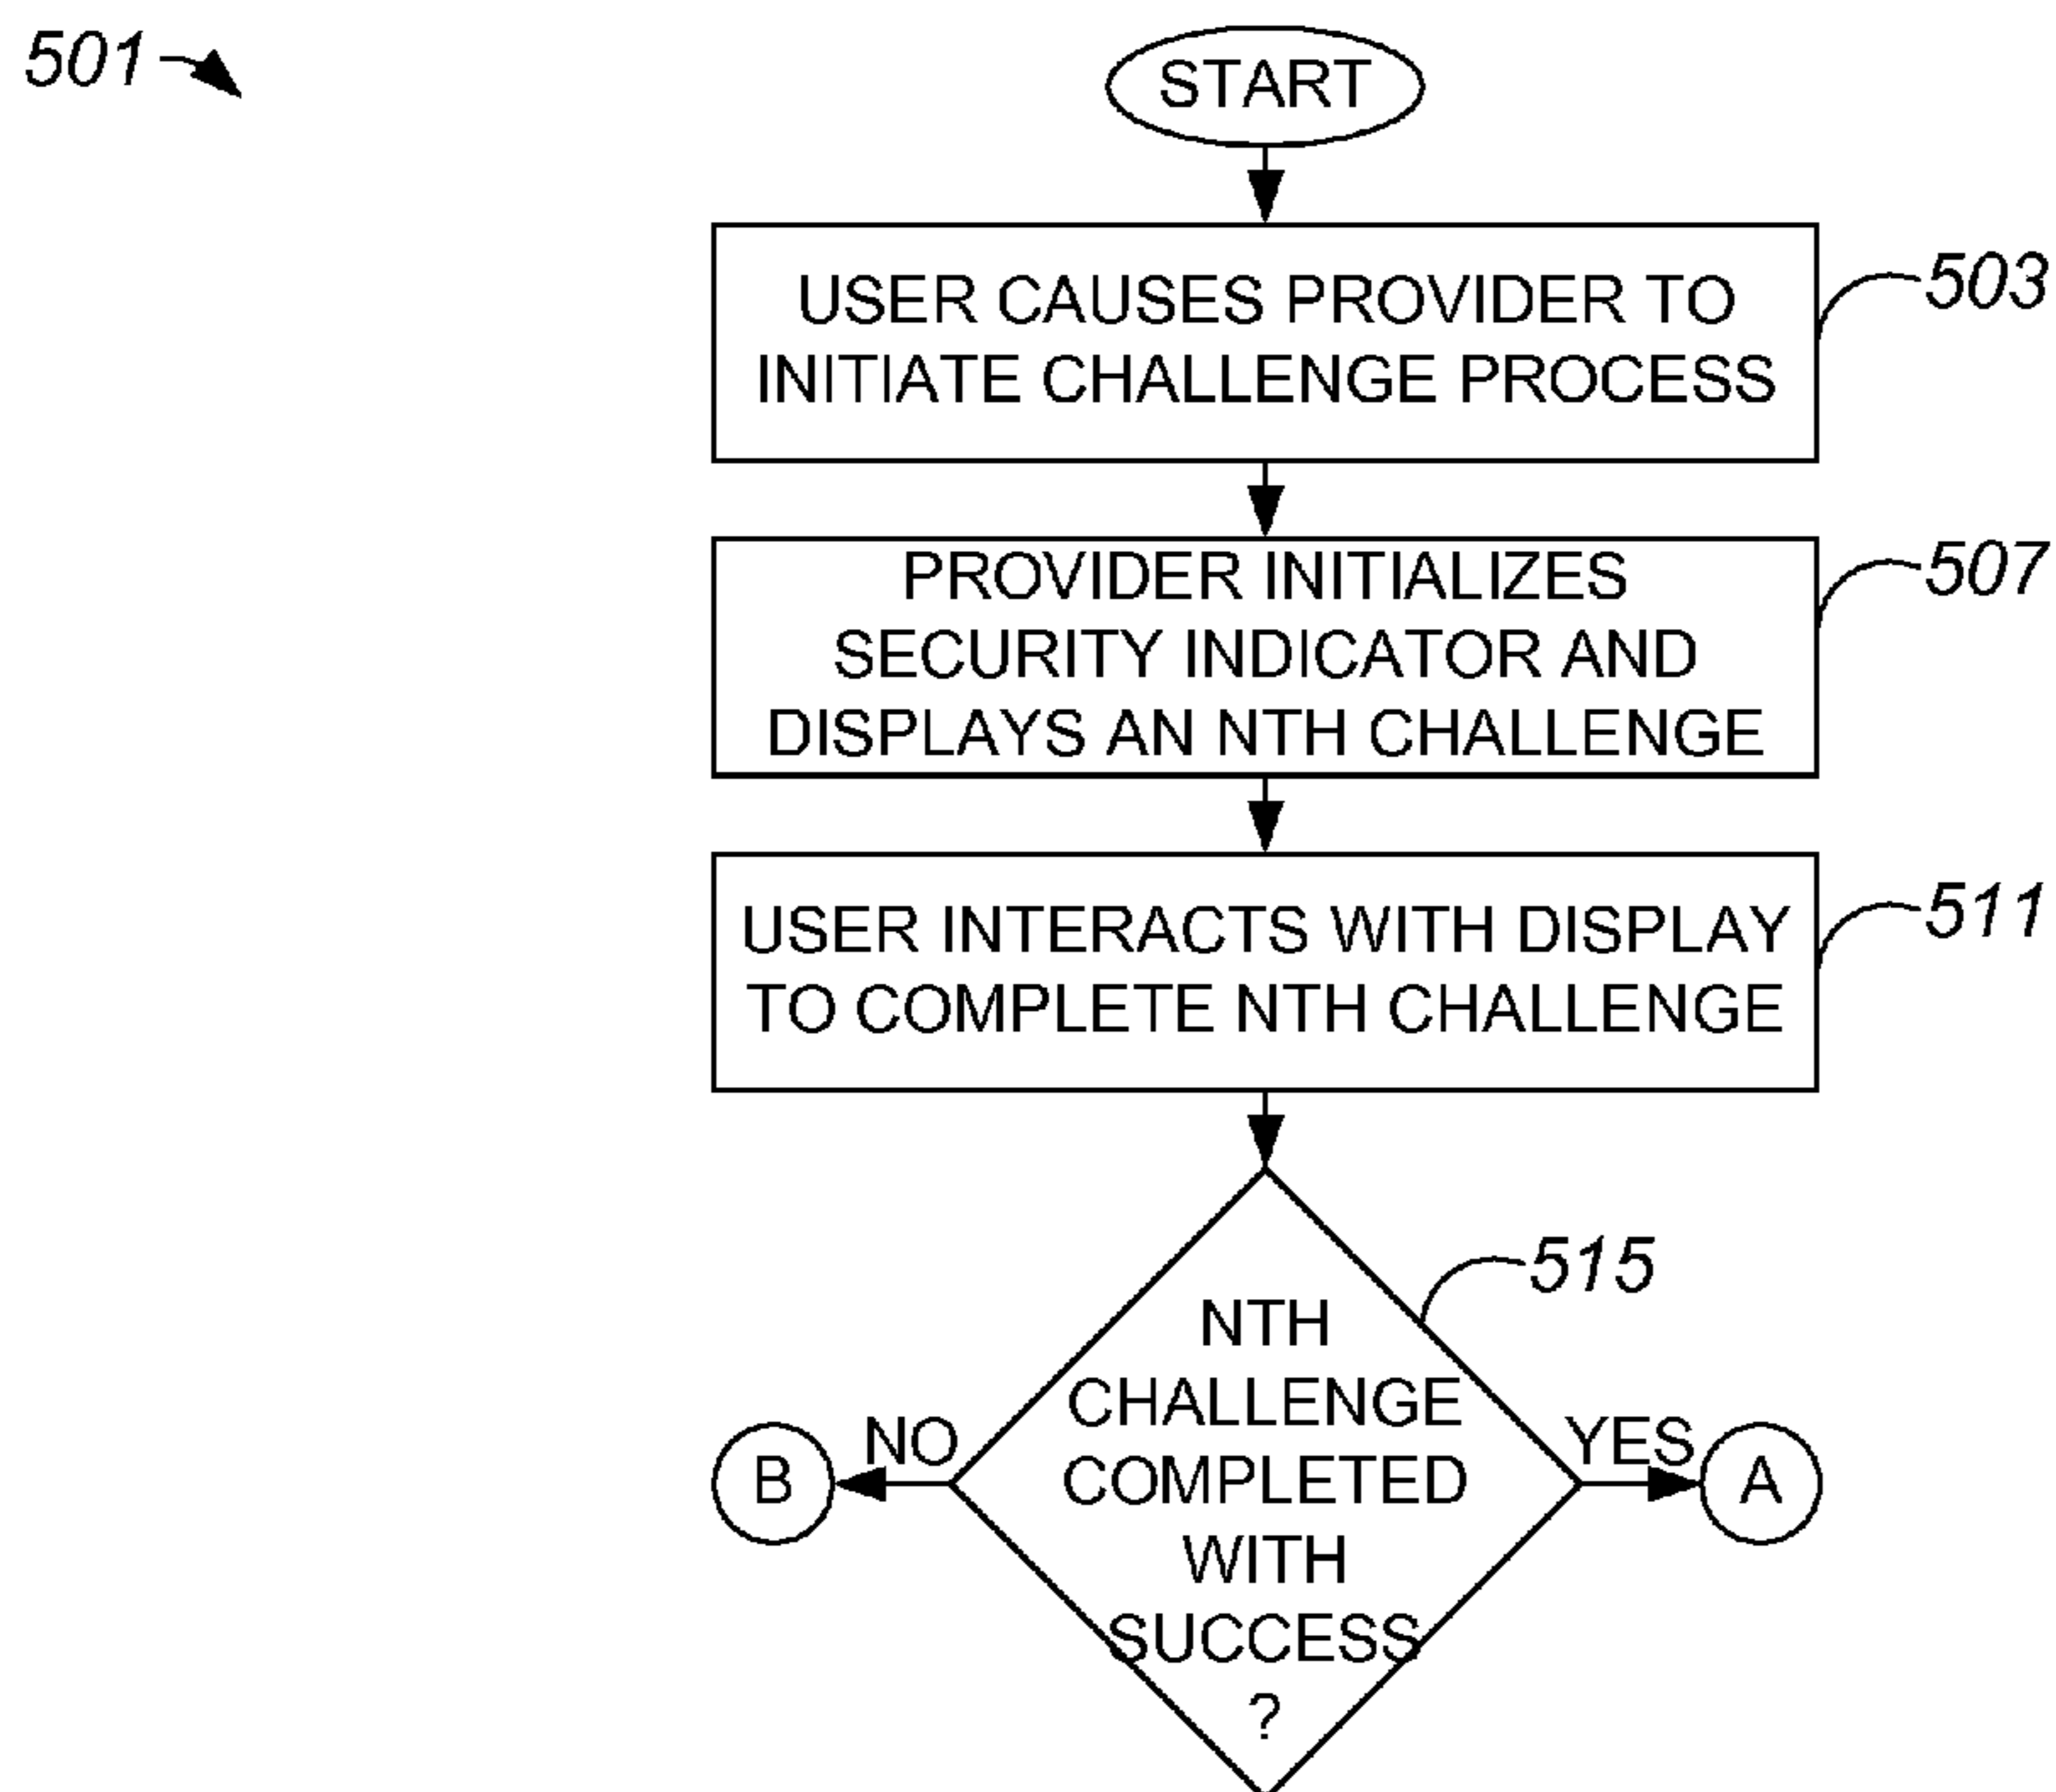 501
START
USER CAUSES PROVIDER TO
INITIATE CHALLENGE PROCESS
503
PROVIDER INITIALIZES
SECURITY INDICATOR AND
DISPLAYS AN NTH CHALLENGE
507
USER INTERACTS WITH DISPLAY
TO COMPLETE NTH CHALLENGE
511
NTH
CHALLENGE
COMPLETED
WITH
SUCCESS
?
515
NO
B
YES
A